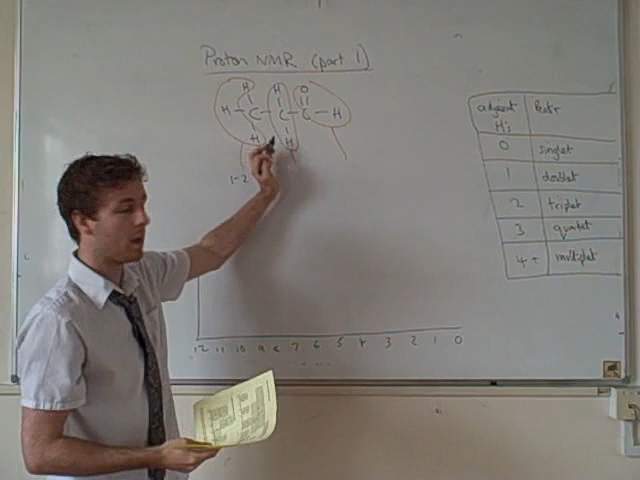 Proton NMR (part 1)
H H O
H - C - C - C - H
H H
1-2
adjacent H's
Peak
0 singlet
1 doublet
2 triplet
3 quartet
4 + multiplet
12 11 10 9 8 7 6 5 4 3 2 1 0